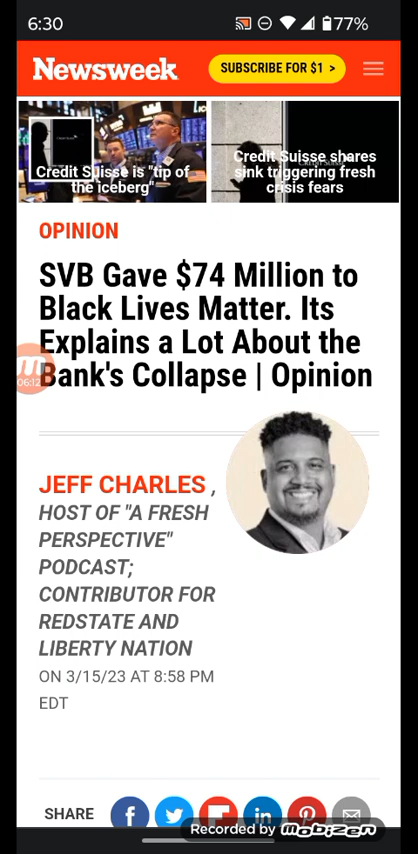 6:30
77%
Newsweek
SUBSCRIBE FOR $1 >
Credit Suisse is "tip of
the iceberg"
Credit Suisse shares
sink triggering fresh
crisis fears
OPINION
SVB Gave $74 Million to
Black Lives Matter. Its
Explains a Lot About the
Bank's Collapse | Opinion
06:12
JEFF CHARLES ,
HOST OF "A FRESH
PERSPECTIVE"
PODCAST;
CONTRIBUTOR FOR
REDSTATE AND
LIBERTY NATION
ON 3/15/23 AT 8:58 PM
EDT
SHARE
Recorded by mobizen